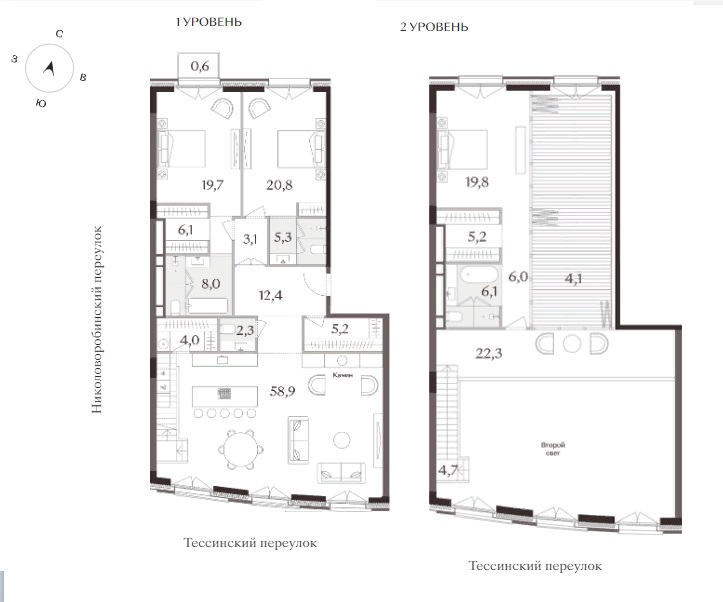 1 УРОВЕНЬ
2 УРОВЕНЬ
С
З
В
Ю
0,6
19,7
20,8
6,1
3,1
5,3
8,0
12,4
4,0
2,3
5,2
Камин
58,9
Николоворобинский переулок
Тессинский переулок
19,8
5,2
6,1
6,0
4,1
22,3
Второй
свет
4,7
Тессинский переулок